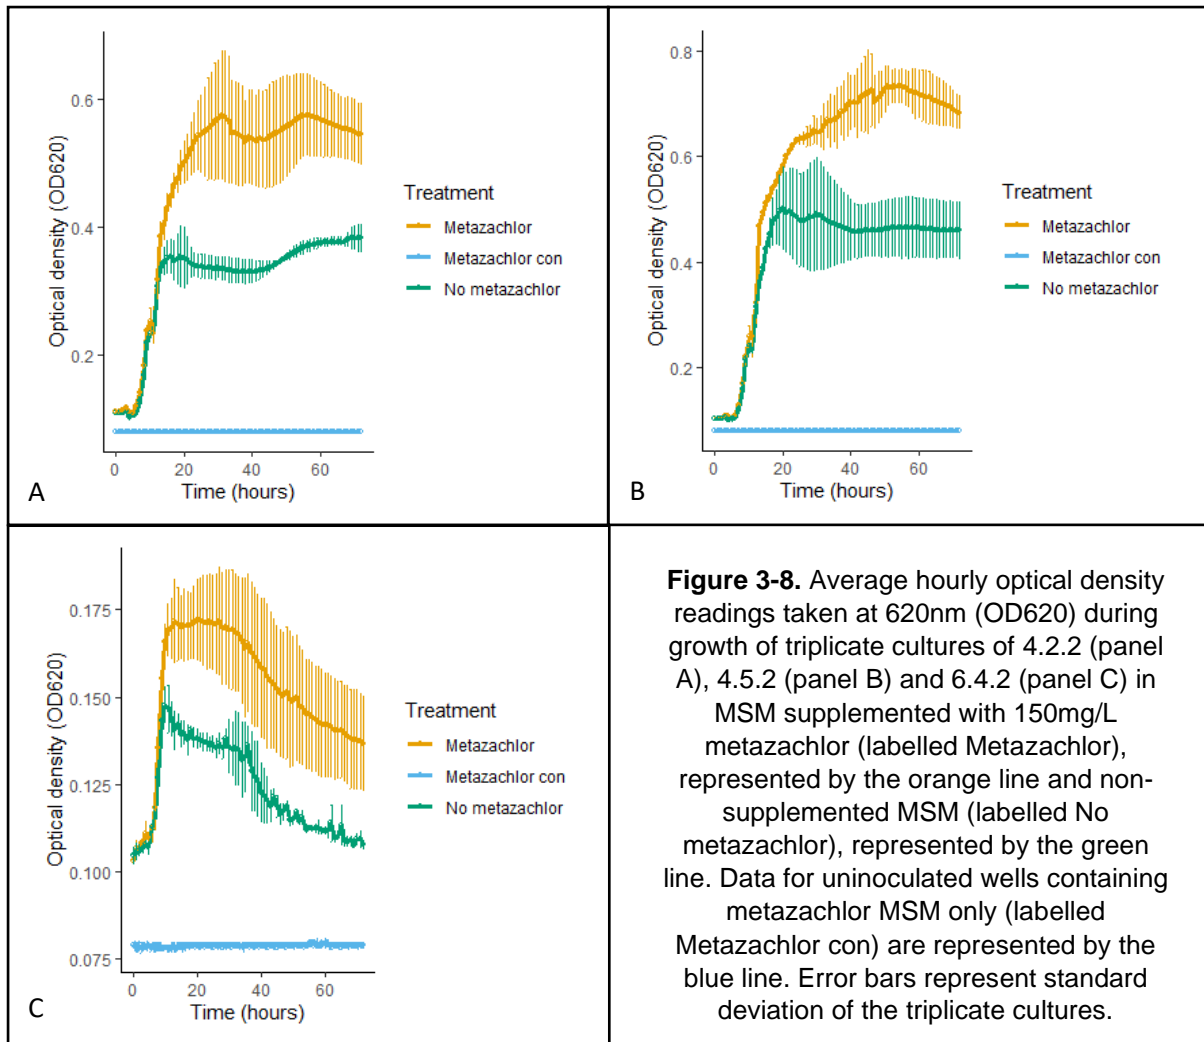 0.6
0.4
0.2
Optical density (OD620)
0
20
40
60
Time (hours)
Treatment
Metazachlor
Metazachlor con
No metazachlor
A
0.8
0.6
0.4
0.2
Optical density (OD620)
0
20
40
60
Time (hours)
Treatment
Metazachlor
Metazachlor con
No metazachlor
B
0.175
0.150
0.125
0.100
0.075
Optical density (OD620)
0
20
40
60
Time (hours)
Treatment
Metazachlor
Metazachlor con
No metazachlor
C
Figure 3-8. Average hourly optical density
readings taken at 620nm (OD620) during
growth of triplicate cultures of 4.2.2 (panel
A), 4.5.2 (panel B) and 6.4.2 (panel C) in
MSM supplemented with 150mg/L
metazachlor (labelled Metazachlor),
represented by the orange line and non-
supplemented MSM (labelled No
metazachlor), represented by the green
line. Data for uninoculated wells containing
metazachlor MSM only (labelled
Metazachlor con) are represented by the
blue line. Error bars represent standard
deviation of the triplicate cultures.